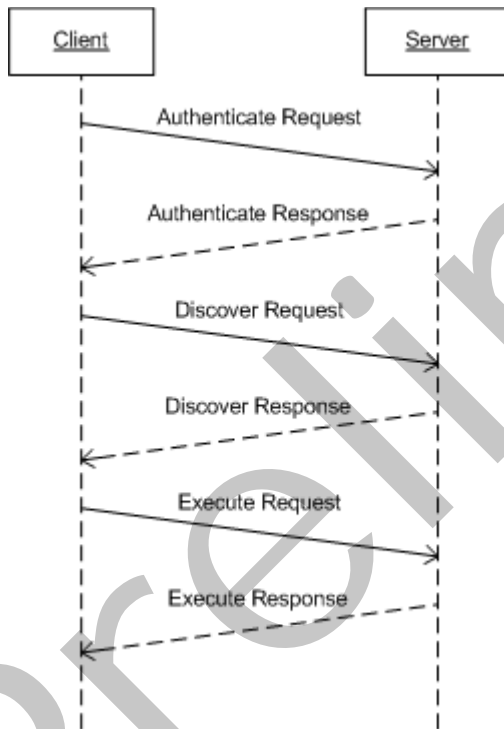 Client
Server
Authenticate Request
Authenticate Response
Discover Request
Discover Response
Execute Request
Execute Response